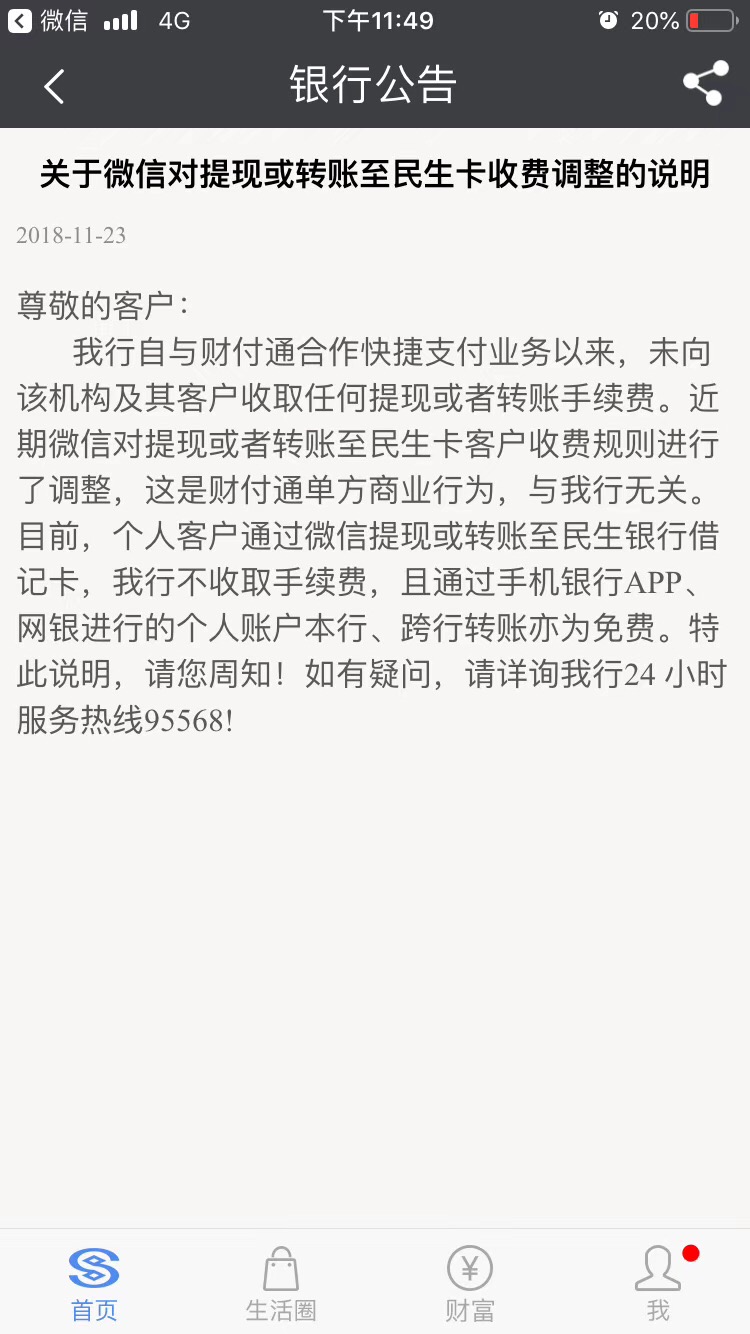 微信 4G 下午11:49 20%
银行公告
关于微信对提现或转账至民生卡收费调整的说明
2018-11-23
尊敬的客户：
我行自与财付通合作快捷支付业务以来，未向
该机构及其客户收取任何提现或者转账手续费。近
期微信对提现或者转账至民生卡客户收费规则进行
了调整，这是财付通单方商业行为，与我行无关。
目前，个人客户通过微信提现或转账至民生银行借
记卡，我行不收取手续费，且通过手机银行APP、
网银进行的个人账户本行、跨行转账亦为免费。特
此说明，请您周知！如有疑问，请详询我行24 小时
服务热线95568!
首页 生活圈 财富 我